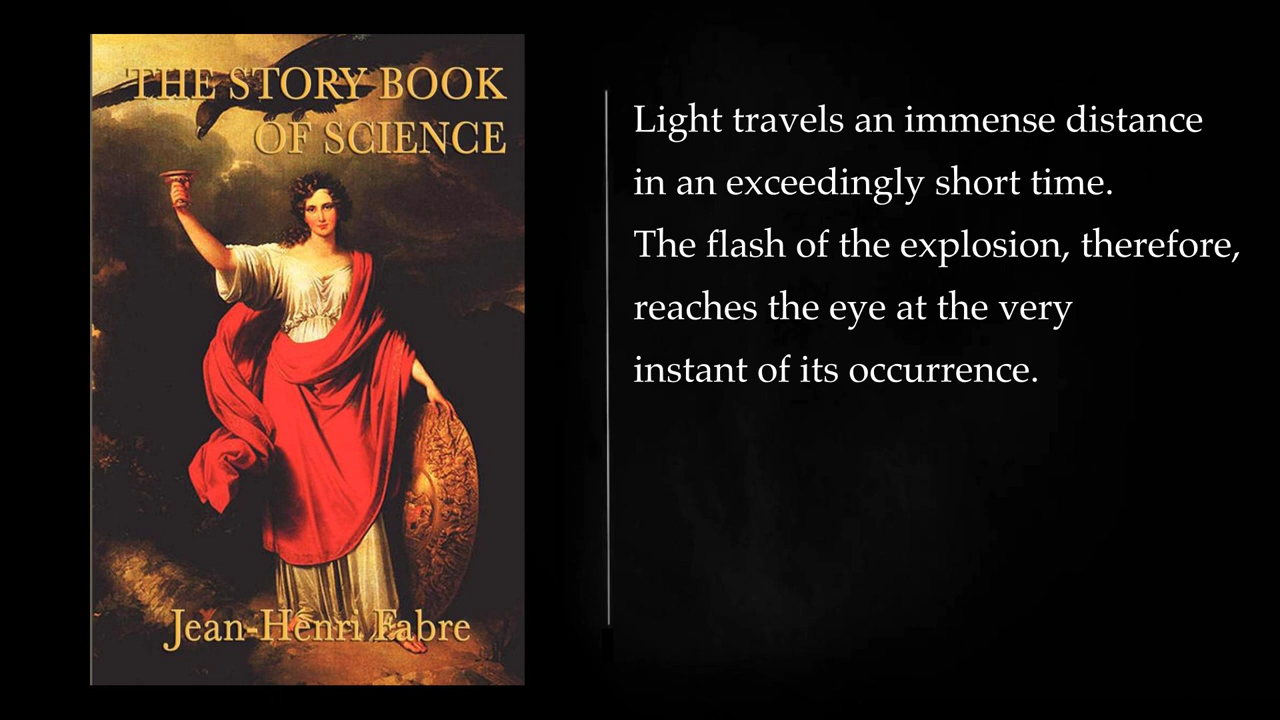 THE STORY BOOK
OF SCIENCE
Jean-Henri Fabre
Light travels an immense distance
in an exceedingly short time.
The flash of the explosion, therefore,
reaches the eye at the very
instant of its occurrence.